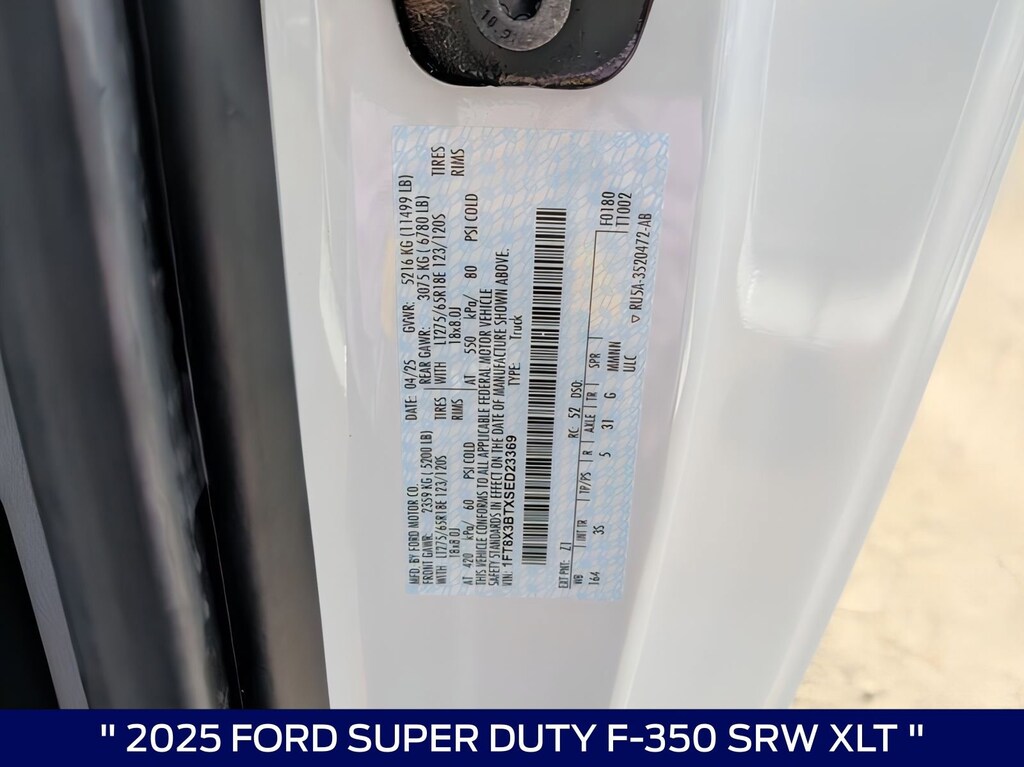 10.9
MFD. BY FORD MOTOR CO. DATE: 04/25 GVWR: 5216 KG (11499 LB)
FRONT GAWR: 2359 KG (5200 LB) REAR GAWR: 3075 KG (6780 LB)
WITH LT275/65R18E 123/120S TIRES WITH LT275/65R18E 123/120S TIRES
18x8.0J RIMS 18x8.0J RIMS
AT 420 kPa/ 60 PSI COLD AT 550 kPa/ 80 PSI COLD
THIS VEHICLE CONFORMS TO ALL APPLICABLE FEDERAL MOTOR VEHICLE
SAFETY STANDARDS IN EFFECT ON THE DATE OF MANUFACTURE SHOWN ABOVE.
VIN: 1FT8X3BTXSED23369 TYPE: Truck
EXT PNT: Z1 RC: 52 DSO: F0180
WB INT TR TP/PS R AXLE TR SPR T1002
164 3S 5 31 G MMMNN
ULC
▽ RU5A-3520472-AB
" 2025 FORD SUPER DUTY F-350 SRW XLT "